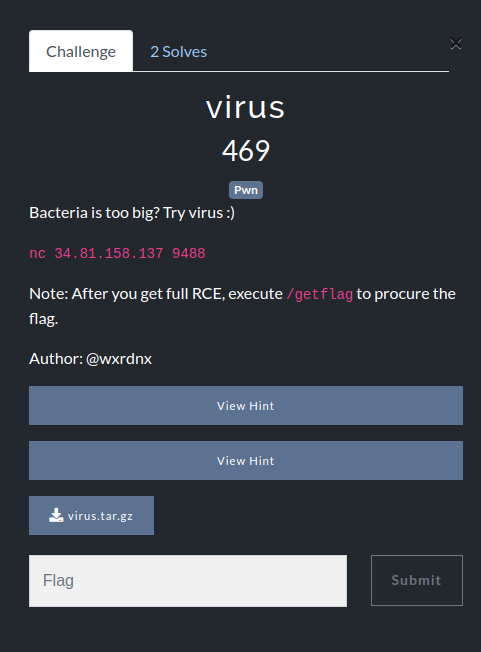 Challenge
2 Solves
×
virus
469
Pwn
Bacteria is too big? Try virus :)
nc 34.81.158.137 9488
Note: After you get full RCE, execute /getflag to procure the
flag.
Author: @wxrdnx
View Hint
View Hint
virus.tar.gz
Flag
Submit